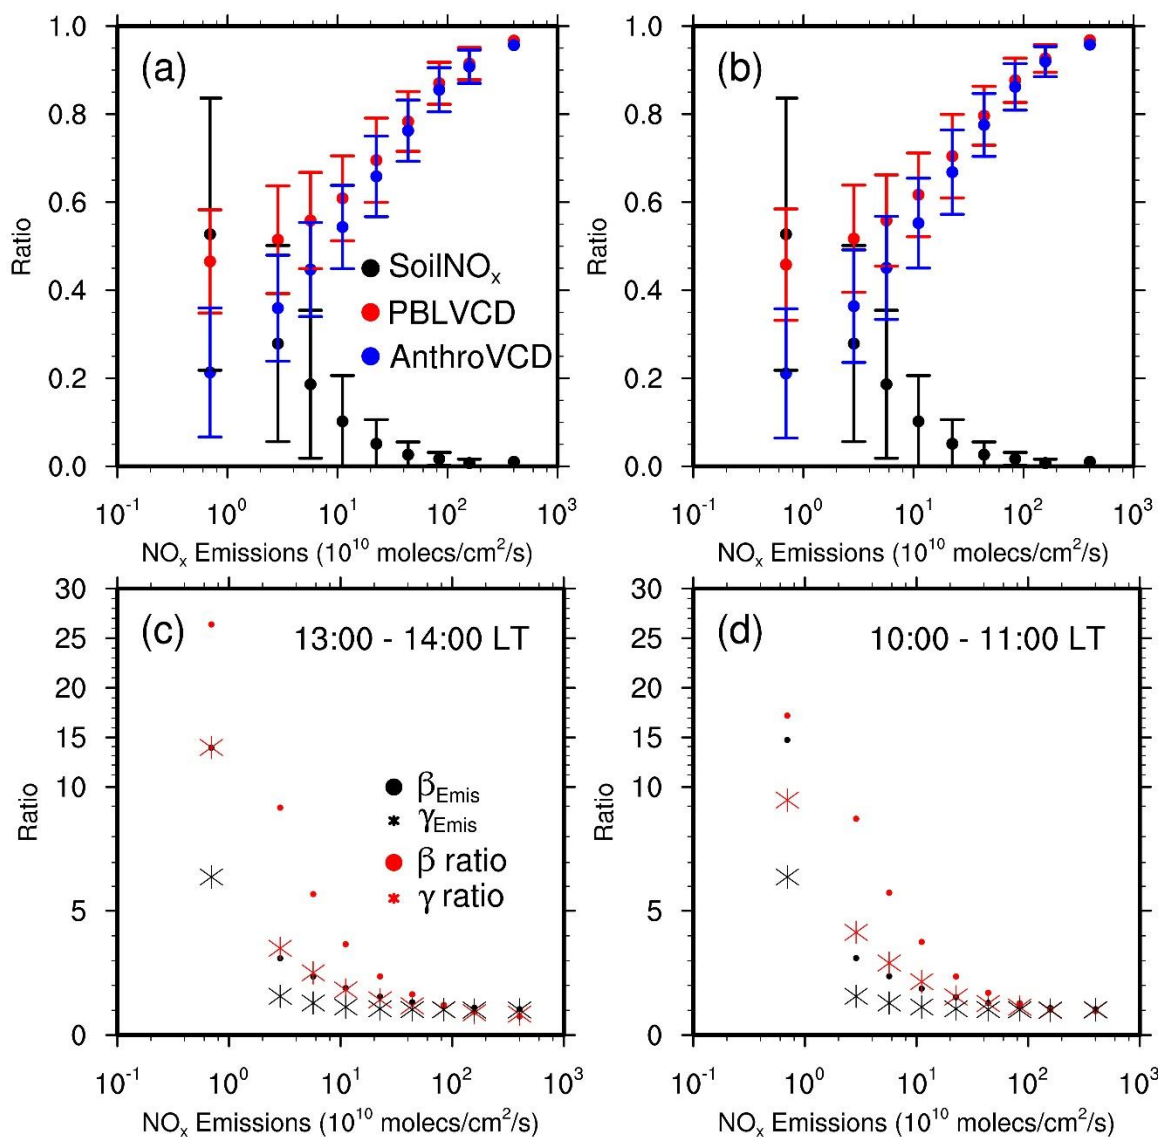 1.0
0.8
0.6
0.4
0.2
0.0
Ratio
(a)
SoilNOₓ
PBLVCD
AnthroVCD
10⁻¹ 10⁰ 10¹ 10² 10³
NOₓ Emissions (10¹⁰ molecs/cm²/s)
1.0
0.8
0.6
0.4
0.2
0.0
Ratio
(b)
10⁻¹ 10⁰ 10¹ 10² 10³
NOₓ Emissions (10¹⁰ molecs/cm²/s)
30
25
20
15
10
5
0
Ratio
(c)
13:00 - 14:00 LT
β_Emis
γ_Emis
β ratio
γ ratio
10⁻¹ 10⁰ 10¹ 10² 10³
NOₓ Emissions (10¹⁰ molecs/cm²/s)
30
25
20
15
10
5
0
Ratio
(d)
10:00 - 11:00 LT
10⁻¹ 10⁰ 10¹ 10² 10³
NOₓ Emissions (10¹⁰ molecs/cm²/s)